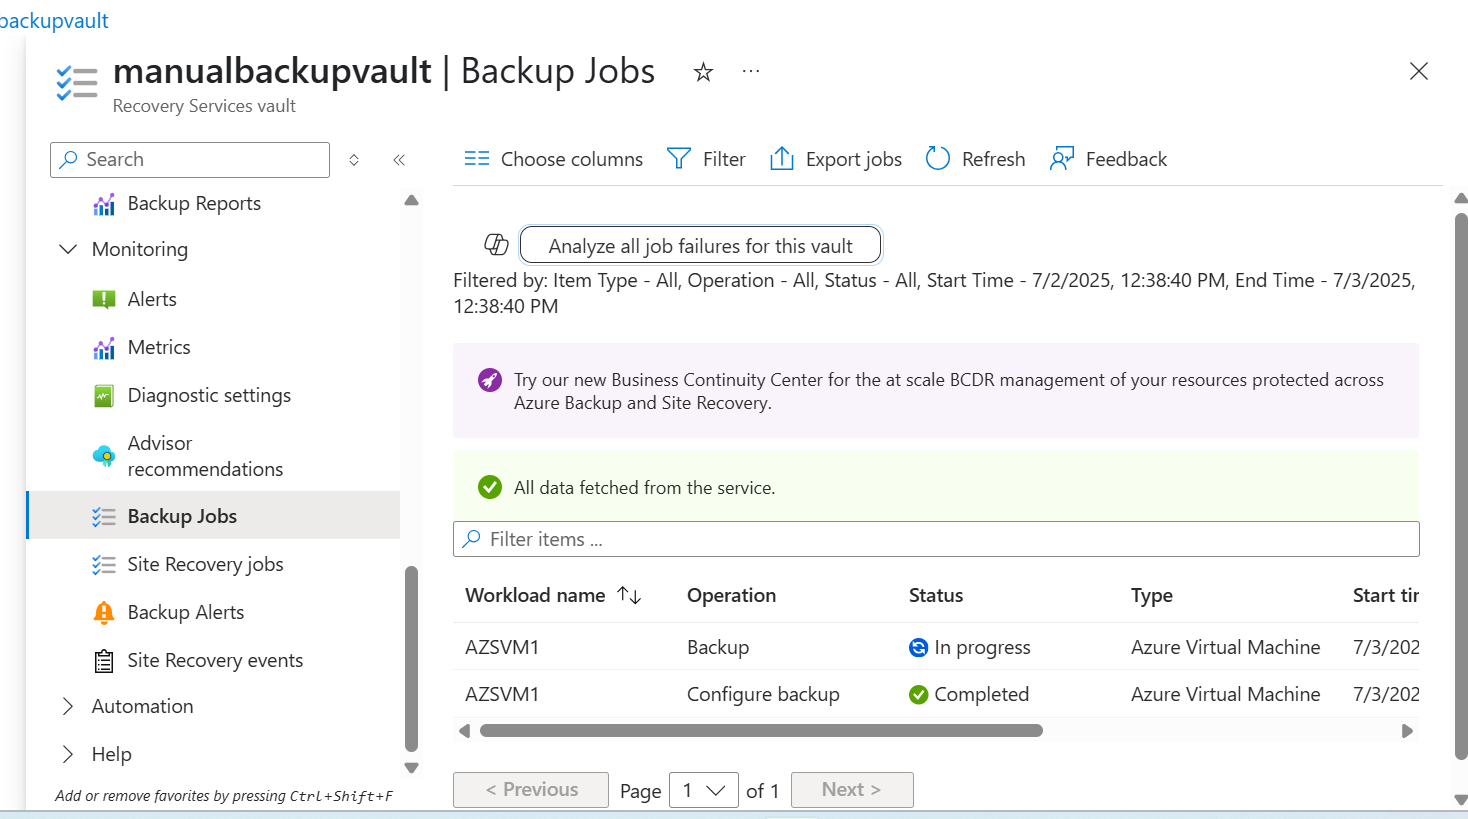 backupvault
manualbackupvault | Backup Jobs
Recovery Services vault
Search
Backup Reports
Monitoring
Alerts
Metrics
Diagnostic settings
Advisor
recommendations
Backup Jobs
Site Recovery jobs
Backup Alerts
Site Recovery events
Automation
Help
Add or remove favorites by pressing Ctrl+Shift+F
Choose columns Filter Export jobs Refresh Feedback
Analyze all job failures for this vault
Filtered by: Item Type - All, Operation - All, Status - All, Start Time - 7/2/2025, 12:38:40 PM, End Time - 7/3/2025,
12:38:40 PM
Try our new Business Continuity Center for the at scale BCDR management of your resources protected across
Azure Backup and Site Recovery.
All data fetched from the service.
Filter items ...
Workload name Operation Status Type Start
AZSVM1 Backup In progress Azure Virtual Machine 7/3/202
AZSVM1 Configure backup Completed Azure Virtual Machine 7/3/202
< Previous Page 1 of 1 Next >